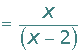 = x / (x − 2)